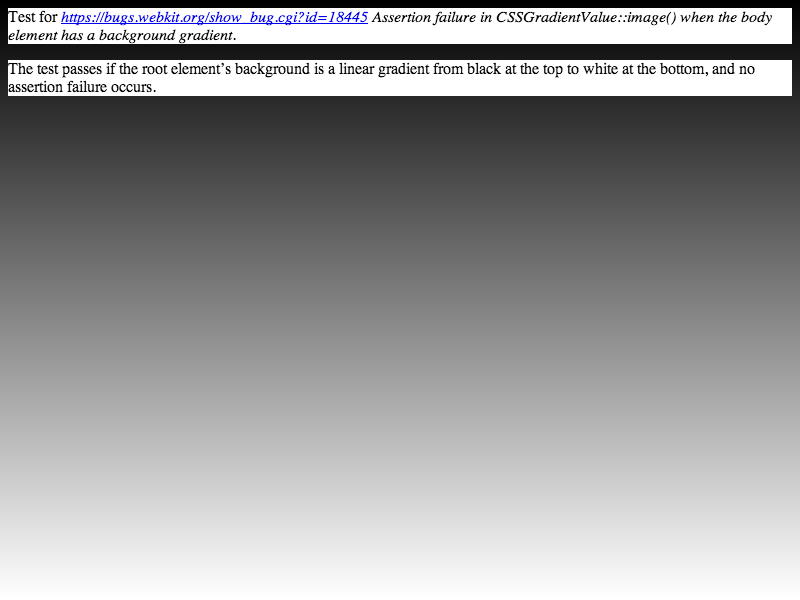 Test for https://bugs.webkit.org/show_bug.cgi?id=18445 Assertion failure in CSSGradientValue::image() when the body
element has a background gradient.
The test passes if the root element’s background is a linear gradient from black at the top to white at the bottom, and no
assertion failure occurs.